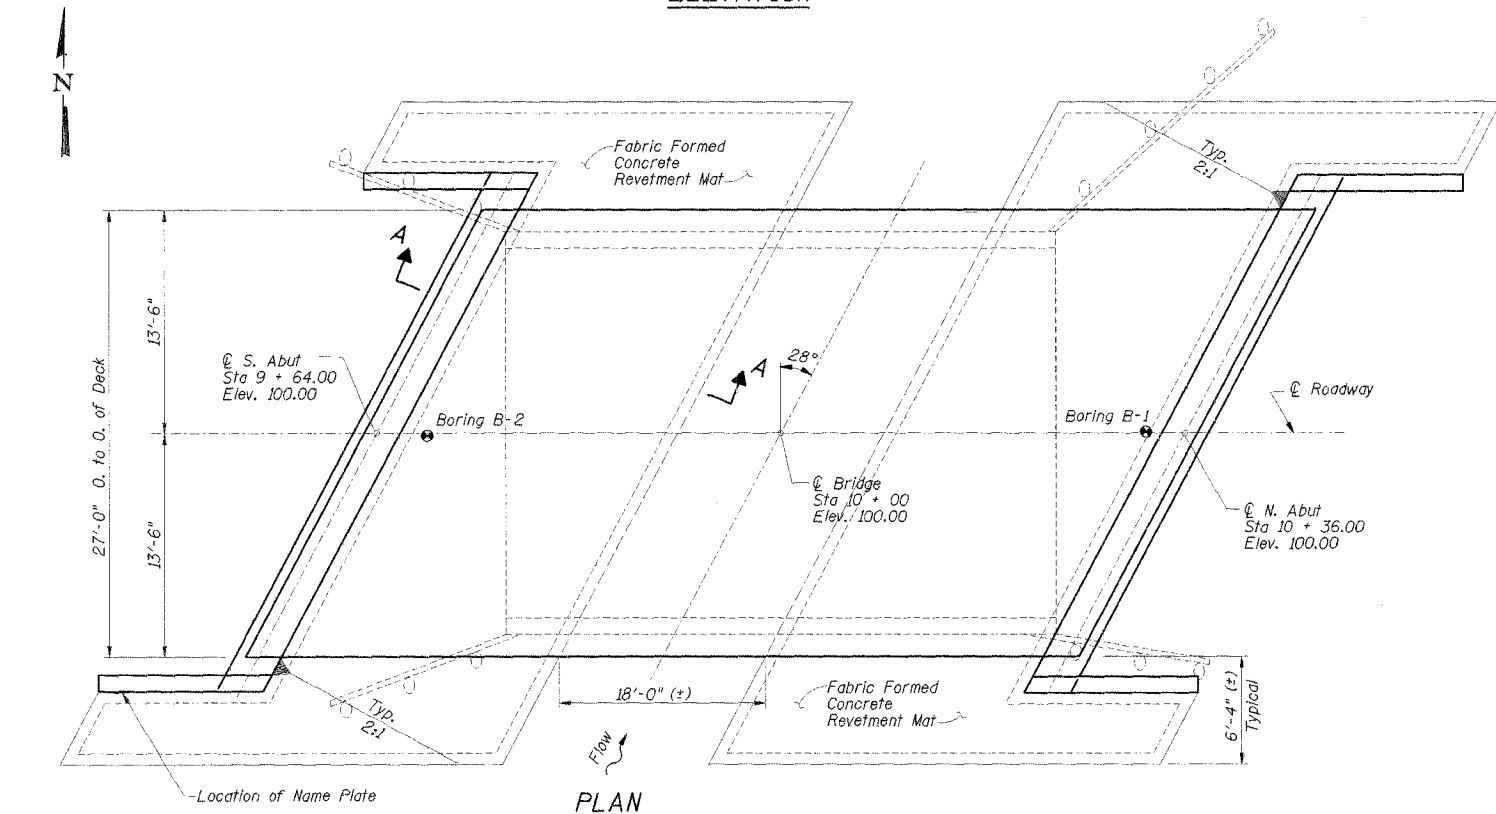 N
Fabric Formed
Concrete
Revetment Mat
Typ.
2:1
A
13'-6"
27'-0" O. to O. of Deck
℄ S. Abut
Sta 9 + 64.00
Elev. 100.00
Boring B-2
A
28°
Boring B-1
℄ Roadway
℄ Bridge
Sta 10 + 00
Elev. 100.00
℄ N. Abut
Sta 10 + 36.00
Elev. 100.00
13'-6"
18'-0" (±)
Fabric Formed
Concrete
Revetment Mat
6'-4" (±)
Typical
Typ.
2:1
Flow
Location of Name Plate
PLAN